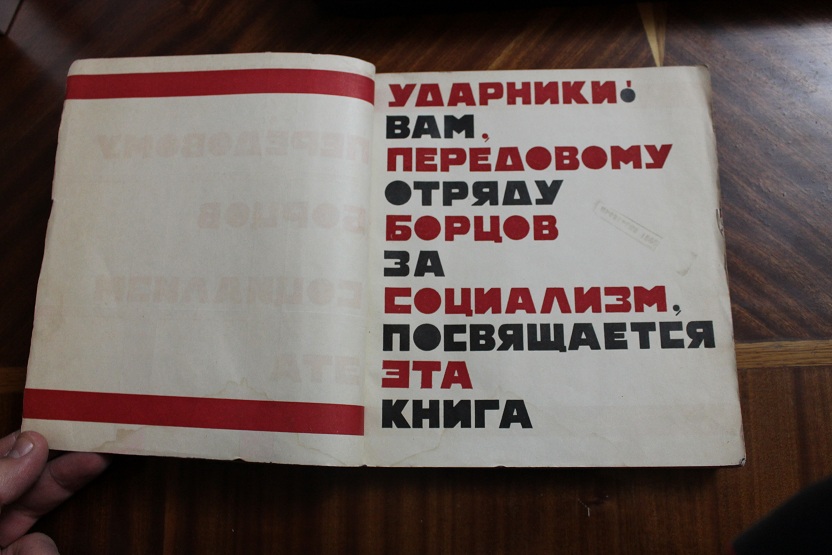 УДАРНИКИ!
ВАМ,
ПЕРЕДОВОМУ
ОТРЯДУ
БОРЦОВ
ЗА
СОЦИАЛИЗМ,
ПОСВЯЩАЕТСЯ
ЭТА
КНИГА